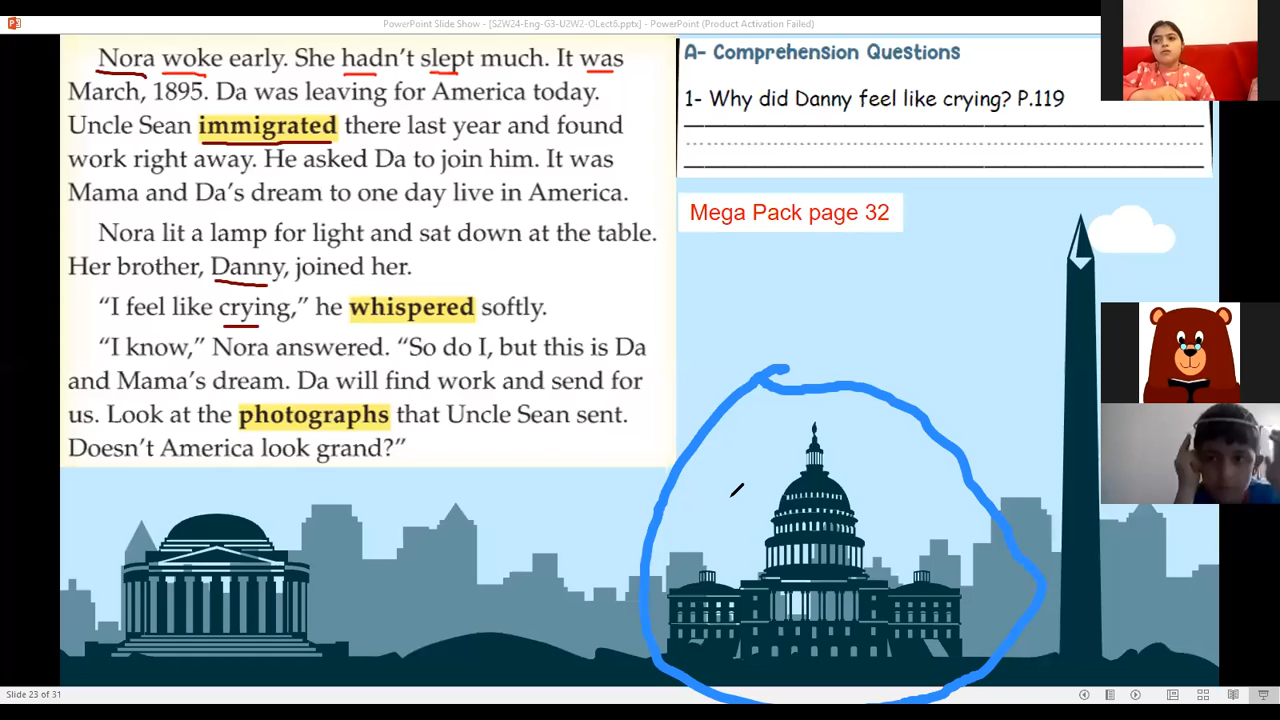 PowerPoint Slide Show - [S2W24-Eng-G3-U2W2-OLect6.pptx] - PowerPoint (Product Activation Failed)
Nora woke early. She hadn't slept much. It was
March, 1895. Da was leaving for America today.
Uncle Sean immigrated there last year and found
work right away. He asked Da to join him. It was
Mama and Da's dream to one day live in America.
Nora lit a lamp for light and sat down at the table.
Her brother, Danny, joined her.
"I feel like crying," he whispered softly.
"I know," Nora answered. "So do I, but this is Da
and Mama's dream. Da will find work and send for
us. Look at the photographs that Uncle Sean sent.
Doesn't America look grand?"
A- Comprehension Questions
1- Why did Danny feel like crying? P.119
Mega Pack page 32
Slide 23 of 31